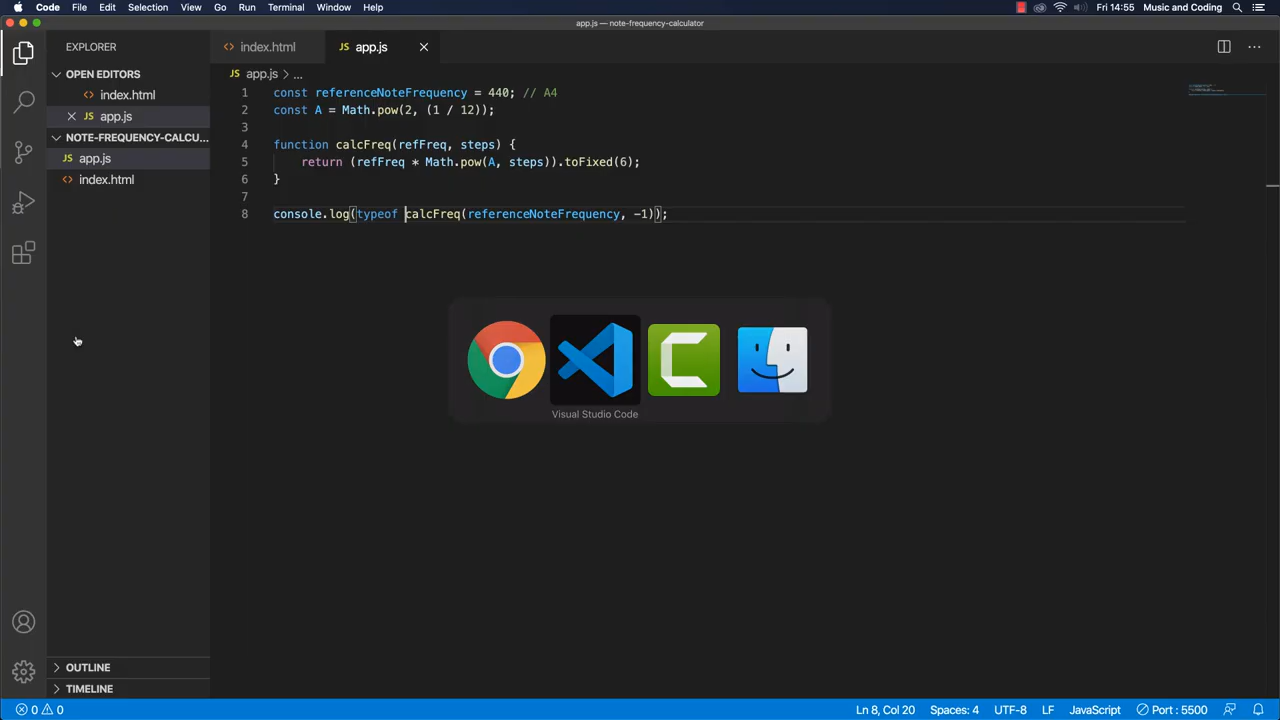 Code File Edit Selection View Go Run Terminal Window Help Fri 14:55 Music and Coding
app.js — note-frequency-calculator
EXPLORER
OPEN EDITORS
index.html
app.js
NOTE-FREQUENCY-CALCU...
JS app.js
index.html
OUTLINE
TIMELINE
index.html
JS app.js
JS app.js > ...
1 const referenceNoteFrequency = 440; // A4
2 const A = Math.pow(2, (1 / 12));
3
4 function calcFreq(refFreq, steps) {
5 return (refFreq * Math.pow(A, steps)).toFixed(6);
6 }
7
8 console.log(typeof calcFreq(referenceNoteFrequency, -1));
Visual Studio Code
0 0 Ln 8, Col 20 Spaces: 4 UTF-8 LF JavaScript Port : 5500